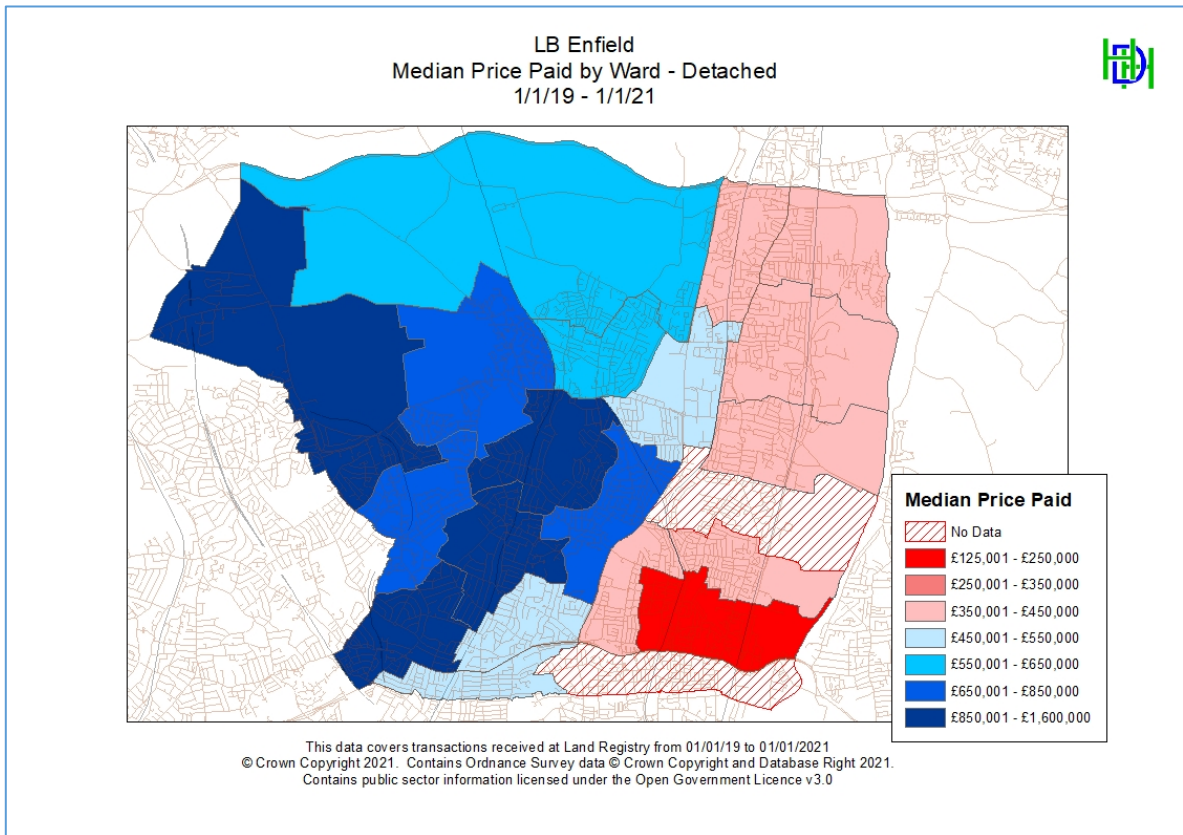 LB Enfield
Median Price Paid by Ward - Detached
1/1/19 - 1/1/21
HDH
Median Price Paid
No Data
£125,001 - £250,000
£250,001 - £350,000
£350,001 - £450,000
£450,001 - £550,000
£550,001 - £650,000
£650,001 - £850,000
£850,001 - £1,600,000
This data covers transactions received at Land Registry from 01/01/19 to 01/01/2021
© Crown Copyright 2021. Contains Ordnance Survey data © Crown Copyright and Database Right 2021.
Contains public sector information licensed under the Open Government Licence v3.0